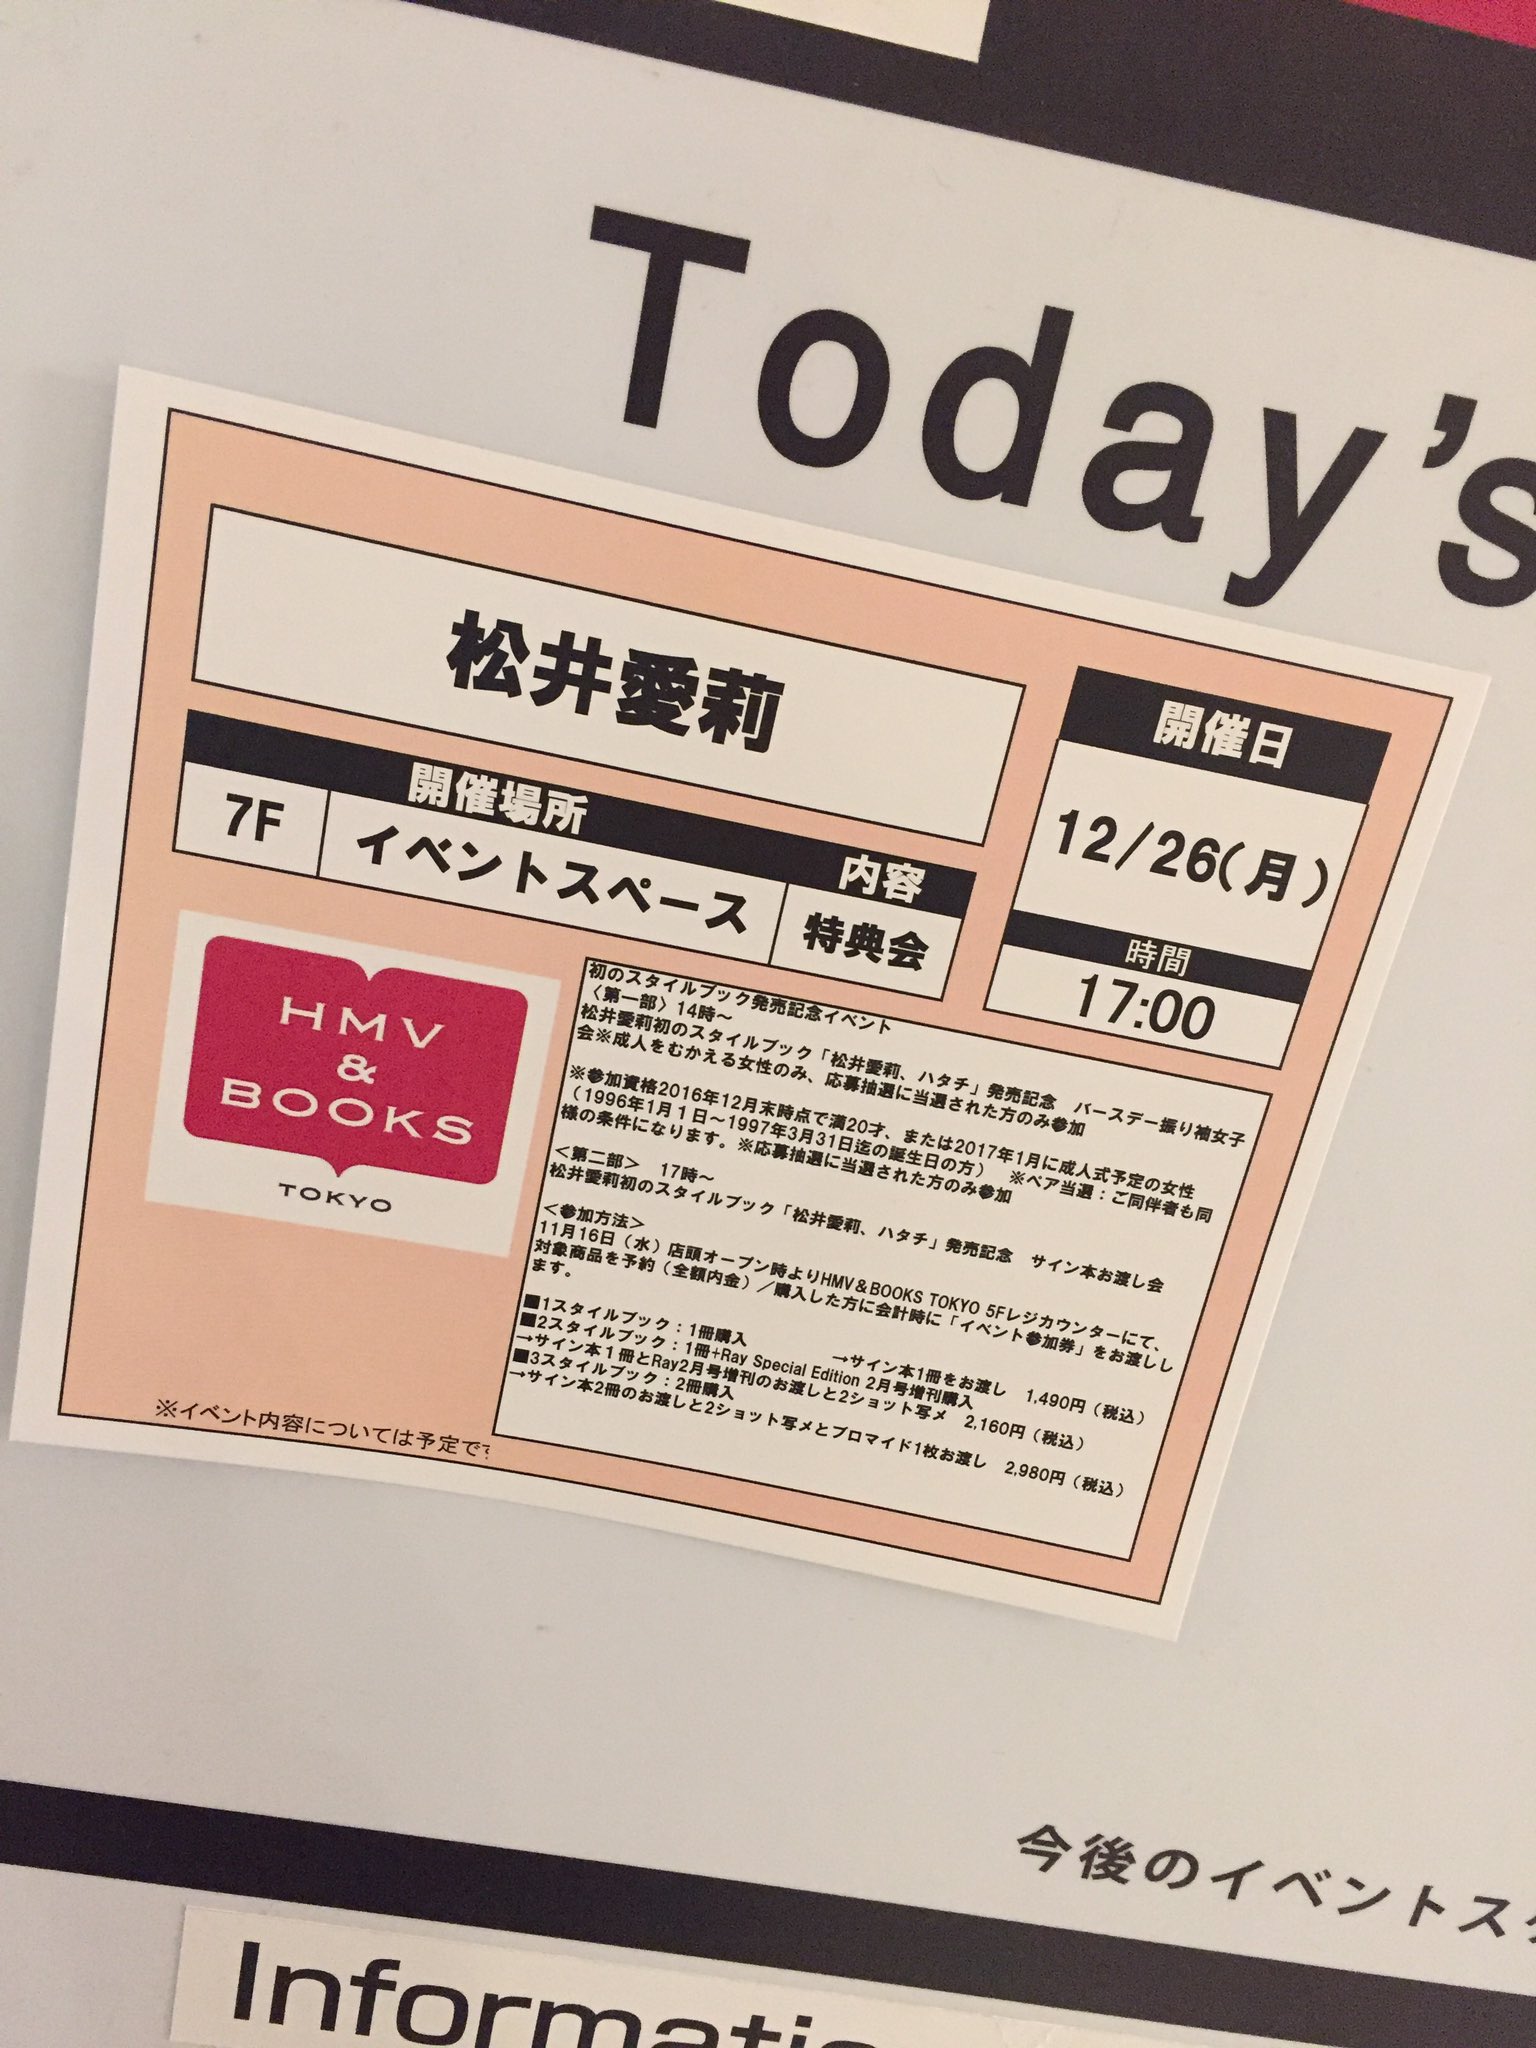 Today's
松井愛莉
開催日
12/26(月)
時間
17:00
開催場所 内容
7F イベントスペース 特典会
HMV
&
BOOKS
TOKYO
初のスタイルブック発売記念イベント
〈第一部〉14時～
松井愛莉初のスタイルブック「松井愛莉、ハタチ」発売記念　バースデー振り袖女子
会※成人をむかえる女性のみ、応募抽選に当選された方のみ参加
※参加資格2016年12月末時点で満20才、または2017年1月に成人式予定の女性
（1996年1月1日～1997年3月31日迄の誕生日の方）　※ペア当選：ご同伴者も同
様の条件になります。※応募抽選に当選された方のみ参加
＜第二部＞　17時～
松井愛莉初のスタイルブック「松井愛莉、ハタチ」発売記念　サイン本お渡し会
＜参加方法＞
11月16日（水）店頭オープン時よりHMV＆BOOKS TOKYO 5Fレジカウンターにて、
対象商品を予約（全額内金）／購入した方に会計時に「イベント参加券」をお渡しし
ます。
■1スタイルブック：1冊購入　→サイン本1冊をお渡し　1,490円（税込）
■2スタイルブック：1冊+Ray Special Edition 2月号増刊購入
→サイン本１冊とRay2月号増刊のお渡しと2ショット写メ　2,160円（税込）
■3スタイルブック：2冊購入
→サイン本2冊のお渡しと2ショット写メとブロマイド1枚お渡し　2,980円（税込）
※イベント内容については予定です
今後のイベントス
Informati